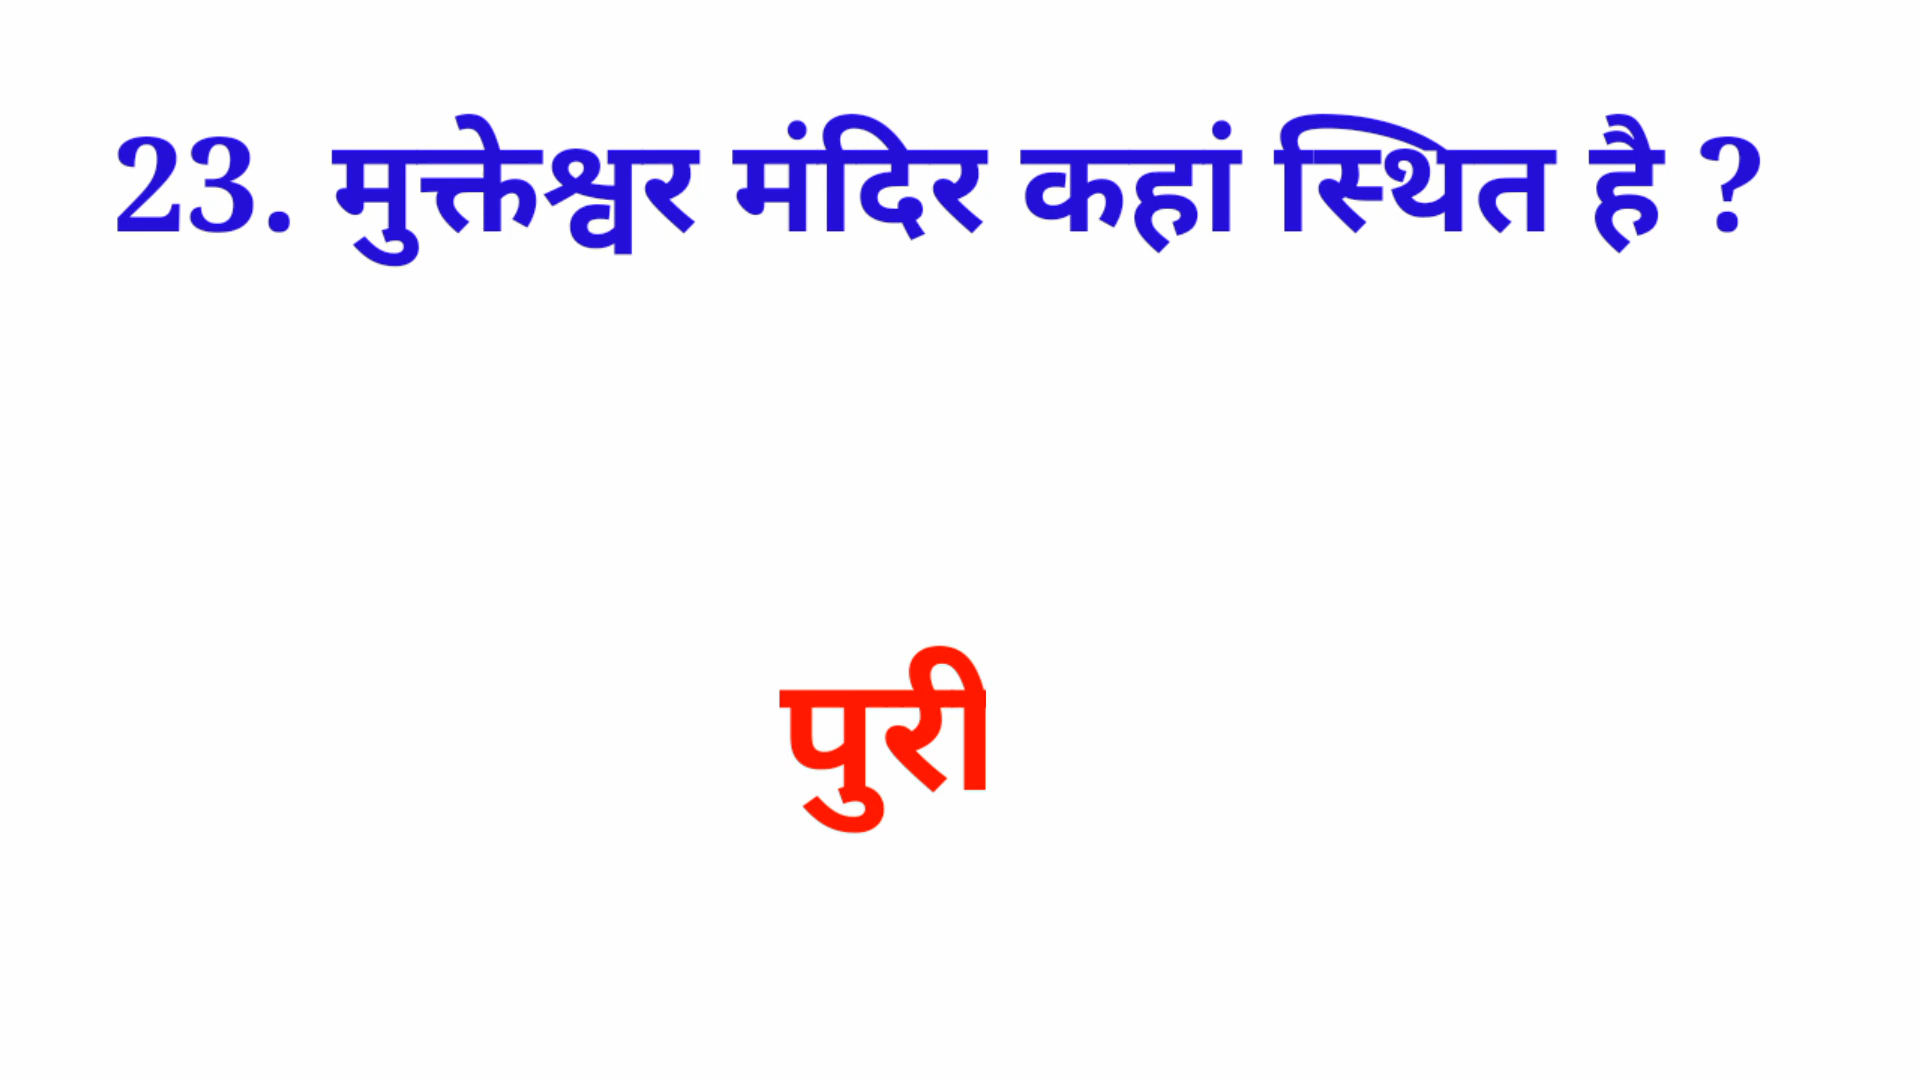 23. मुक्तेश्वर मंदिर कहां स्थित है ?
पुरी